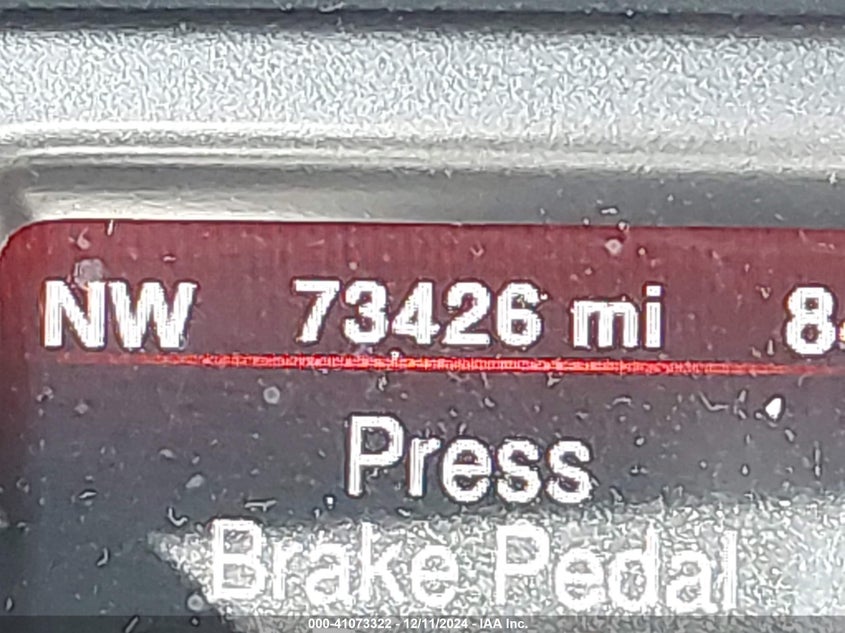 NW 73426 mi
Press
Brake Pedal
000-41073322 - 12/11/2024 - IAA Inc.